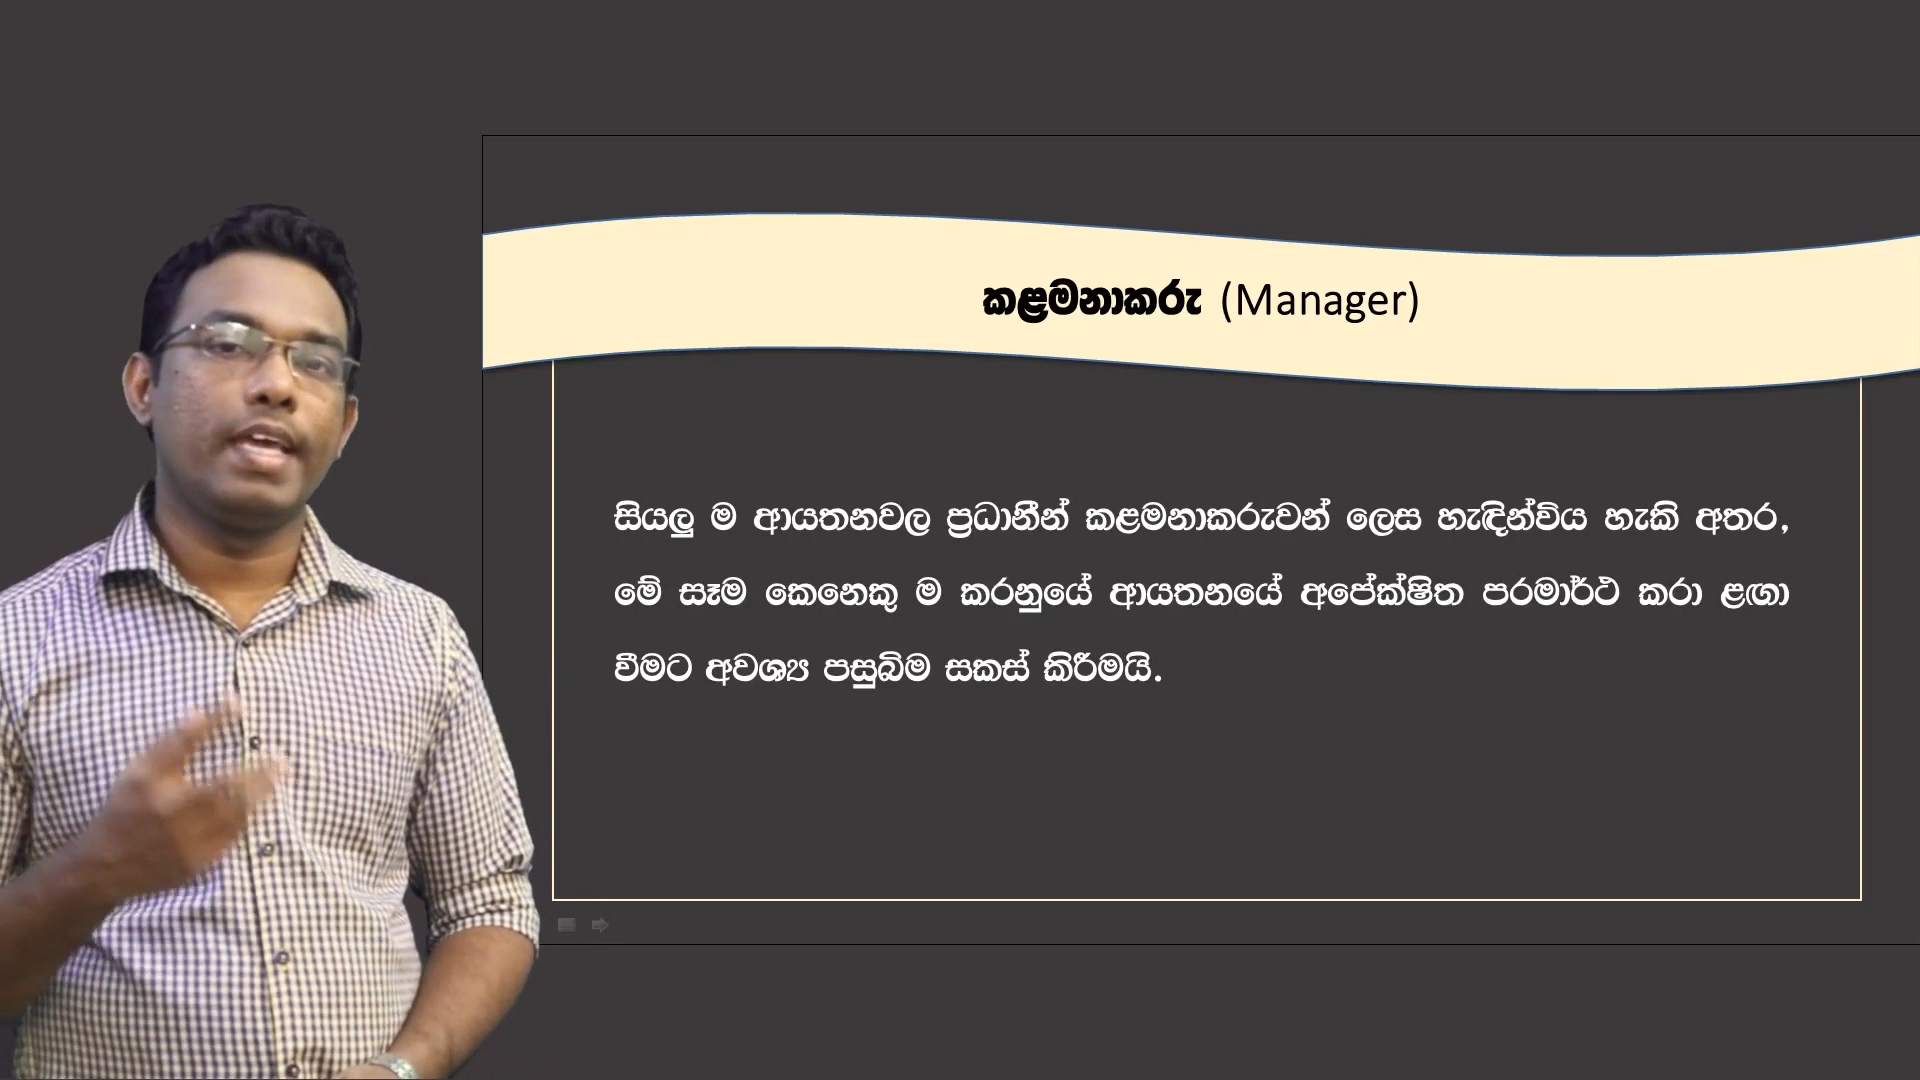 කළමනාකරු (Manager)
සියලු ම ආයතනවල ප්‍රධානීන් කළමනාකරුවන් ලෙස හැඳින්විය හැකි අතර,
මේ සෑම කෙනෙකු ම කරනුයේ ආයතනයේ අපේක්ෂිත පරමාර්ථ කරා ළඟා
වීමට අවශ්‍ය පසුබිම සකස් කිරීමයි.